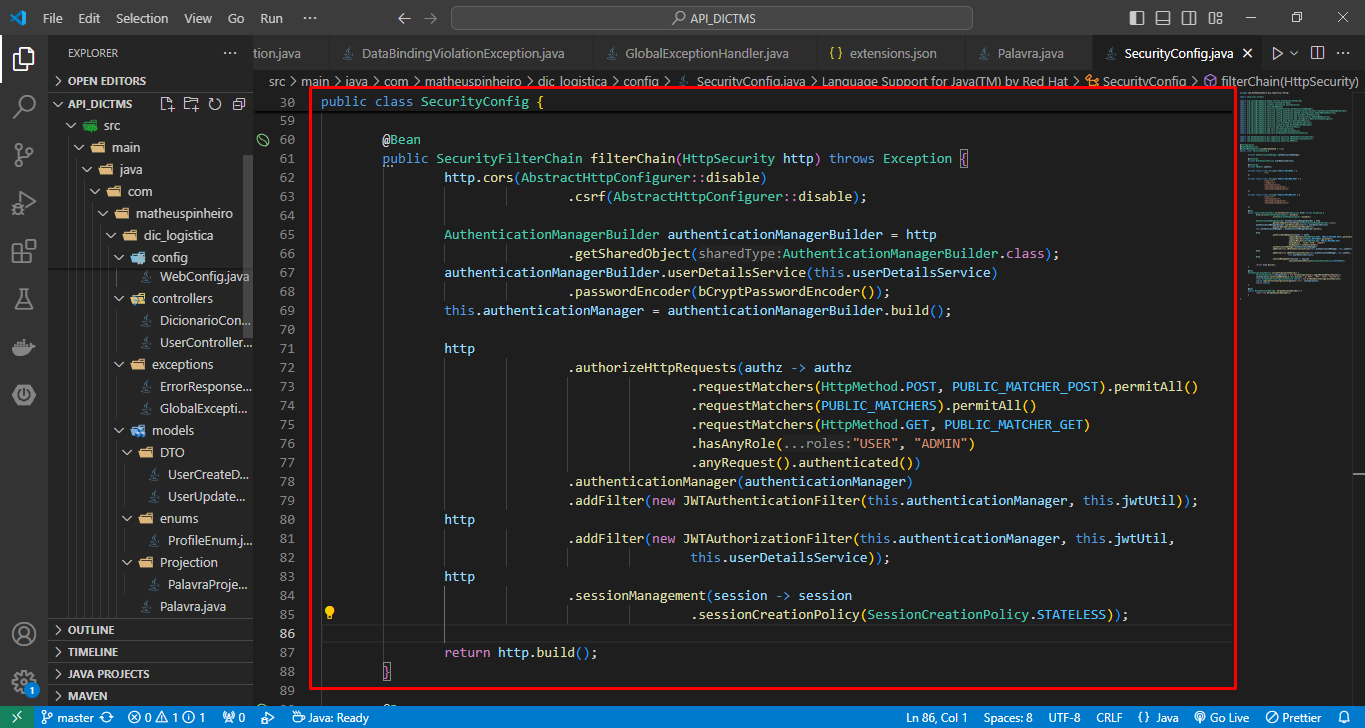 File Edit Selection View Go Run ··· API_DICTMS
EXPLORER ···
OPEN EDITORS
API_DICTMS
src
main
java
com
matheuspinheiro
dic_logistica
config
WebConfig.java
controllers
DicionarioCon...
UserController...
exceptions
ErrorResponse...
GlobalExcepti...
models
DTO
UserCreateD...
UserUpdate...
enums
ProfileEnum.j...
Projection
PalavraProje...
Palavra.java
OUTLINE
TIMELINE
JAVA PROJECTS
MAVEN
tion.java DataBindingViolationException.java GlobalExceptionHandler.java {} extensions.json Palavra.java SecurityConfig.java
src > main > java > com > matheuspinheiro > dic_logistica > config > SecurityConfig.java > Language Support for Java(TM) by Red Hat > SecurityConfig > filterChain(HttpSecurity)
30 public class SecurityConfig {
59
60 @Bean
61 public SecurityFilterChain filterChain(HttpSecurity http) throws Exception {
62 http.cors(AbstractHttpConfigurer::disable)
63 .csrf(AbstractHttpConfigurer::disable);
64
65 AuthenticationManagerBuilder authenticationManagerBuilder = http
66 .getSharedObject(sharedType:AuthenticationManagerBuilder.class);
67 authenticationManagerBuilder.userDetailsService(this.userDetailsService)
68 .passwordEncoder(bCryptPasswordEncoder());
69 this.authenticationManager = authenticationManagerBuilder.build();
70
71 http
72 .authorizeHttpRequests(authz -> authz
73 .requestMatchers(HttpMethod.POST, PUBLIC_MATCHER_POST).permitAll()
74 .requestMatchers(PUBLIC_MATCHERS).permitAll()
75 .requestMatchers(HttpMethod.GET, PUBLIC_MATCHER_GET)
76 .hasAnyRole(...roles:"USER", "ADMIN")
77 .anyRequest().authenticated())
78 .authenticationManager(authenticationManager)
79 .addFilter(new JWTAuthenticationFilter(this.authenticationManager, this.jwtUtil));
80 http
81 .addFilter(new JWTAuthorizationFilter(this.authenticationManager, this.jwtUtil,
82 this.userDetailsService));
83 http
84 .sessionManagement(session -> session
85 .sessionCreationPolicy(SessionCreationPolicy.STATELESS));
86
87 return http.build();
88 }
89
1
master 0 1 1 0 Java: Ready Ln 86, Col 1 Spaces: 8 UTF-8 CRLF {} Java Go Live Prettier